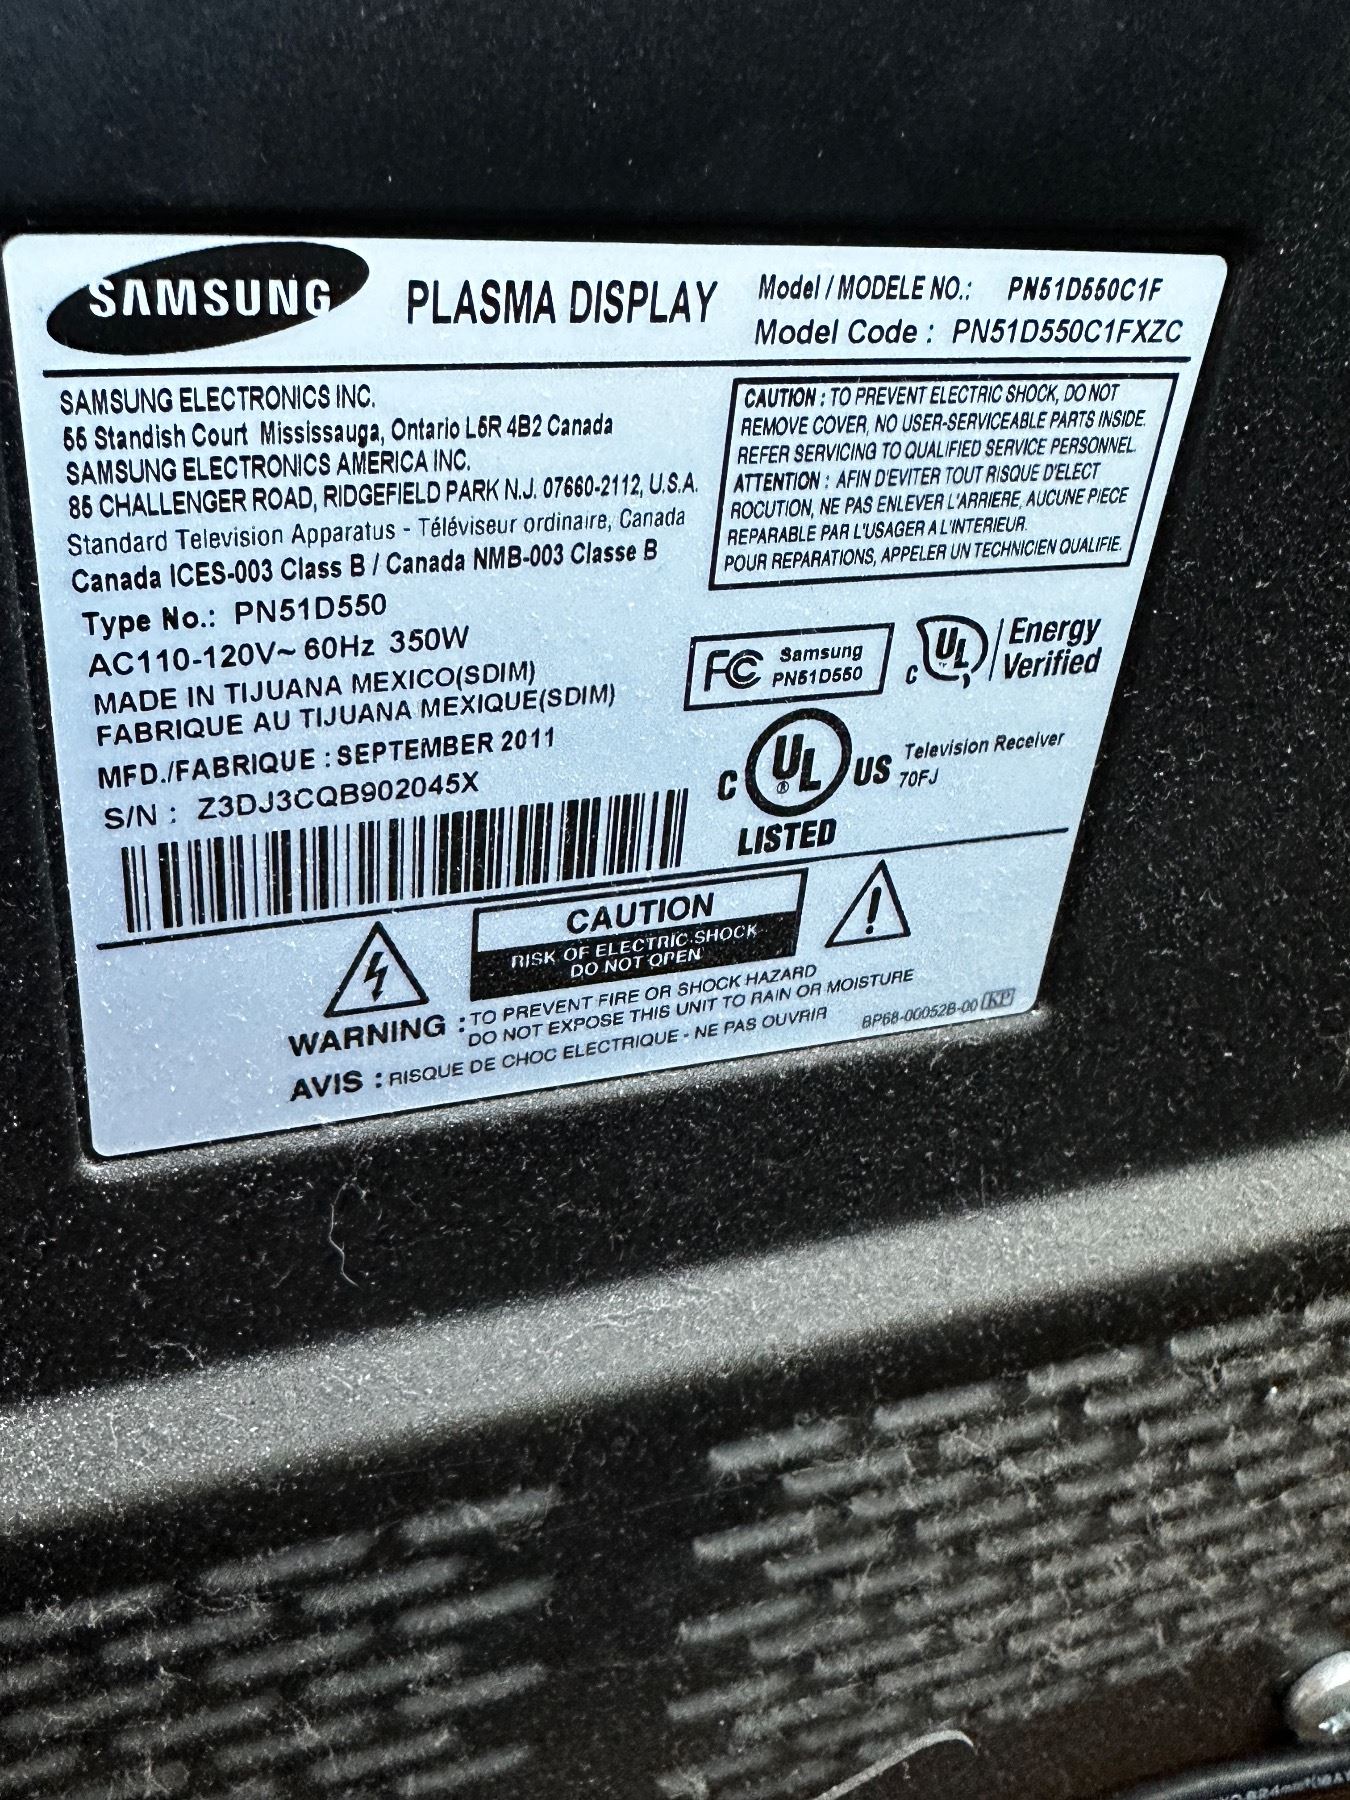 SAMSUNG PLASMA DISPLAY
Model / MODELE NO.: PN51D550C1F
Model Code : PN51D550C1FXZC
SAMSUNG ELECTRONICS INC.
55 Standish Court Mississauga, Ontario L5R 4B2 Canada
SAMSUNG ELECTRONICS AMERICA INC.
85 CHALLENGER ROAD, RIDGEFIELD PARK N.J. 07660-2112, U.S.A.
Standard Television Apparatus - Téléviseur ordinaire, Canada
Canada ICES-003 Class B / Canada NMB-003 Classe B
Type No.: PN51D550
AC110-120V~ 60Hz 350W
MADE IN TIJUANA MEXICO(SDIM)
FABRIQUE AU TIJUANA MEXIQUE(SDIM)
MFD./FABRIQUE : SEPTEMBER 2011
S/N : Z3DJ3CQB902045X
CAUTION : TO PREVENT ELECTRIC SHOCK, DO NOT
REMOVE COVER, NO USER-SERVICEABLE PARTS INSIDE.
REFER SERVICING TO QUALIFIED SERVICE PERSONNEL.
ATTENTION : AFIN D'EVITER TOUT RISQUE D'ELECT
ROCUTION, NE PAS ENLEVER L'ARRIERE, AUCUNE PIECE
REPARABLE PAR L'USAGER A L'INTERIEUR.
POUR REPARATIONS, APPELER UN TECHNICIEN QUALIFIE.
FC Samsung
PN51D550
C UL Energy
Verified
C UL US Television Receiver
70FJ
LISTED
CAUTION
RISK OF ELECTRIC SHOCK
DO NOT OPEN
WARNING : TO PREVENT FIRE OR SHOCK HAZARD
DO NOT EXPOSE THIS UNIT TO RAIN OR MOISTURE
AVIS : RISQUE DE CHOC ELECTRIQUE - NE PAS OUVRIR
BP68-00052B-00 KP